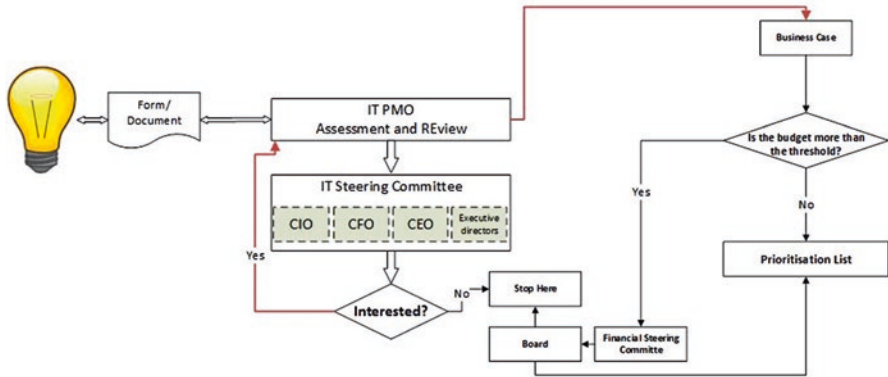 Business Case
Form/
Document
IT PMO
Assessment and REview
Is the budget more than
the threshold?
IT Steering Committee
CIO
CFO
CEO
Executive
directors
Yes
Yes
No
Prioritisation List
Interested?
No
Stop Here
Board
Financial Steering
Committe